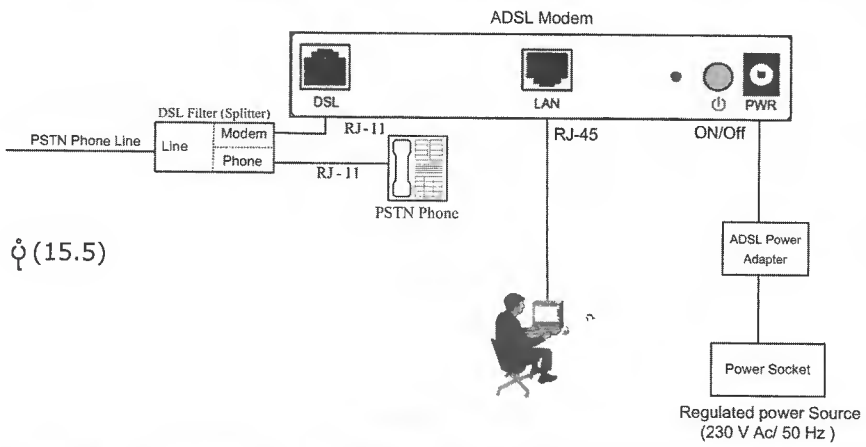 ADSL Modem
DSL
LAN
PWR
DSL Filter (Splitter)
PSTN Phone Line
Line
Modem
Phone
RJ-11
RJ-11
RJ-45
ON/Off
PSTN Phone
ပုံ (15.5)
ADSL Power
Adapter
Power Socket
Regulated power Source
(230 V Ac/ 50 Hz )